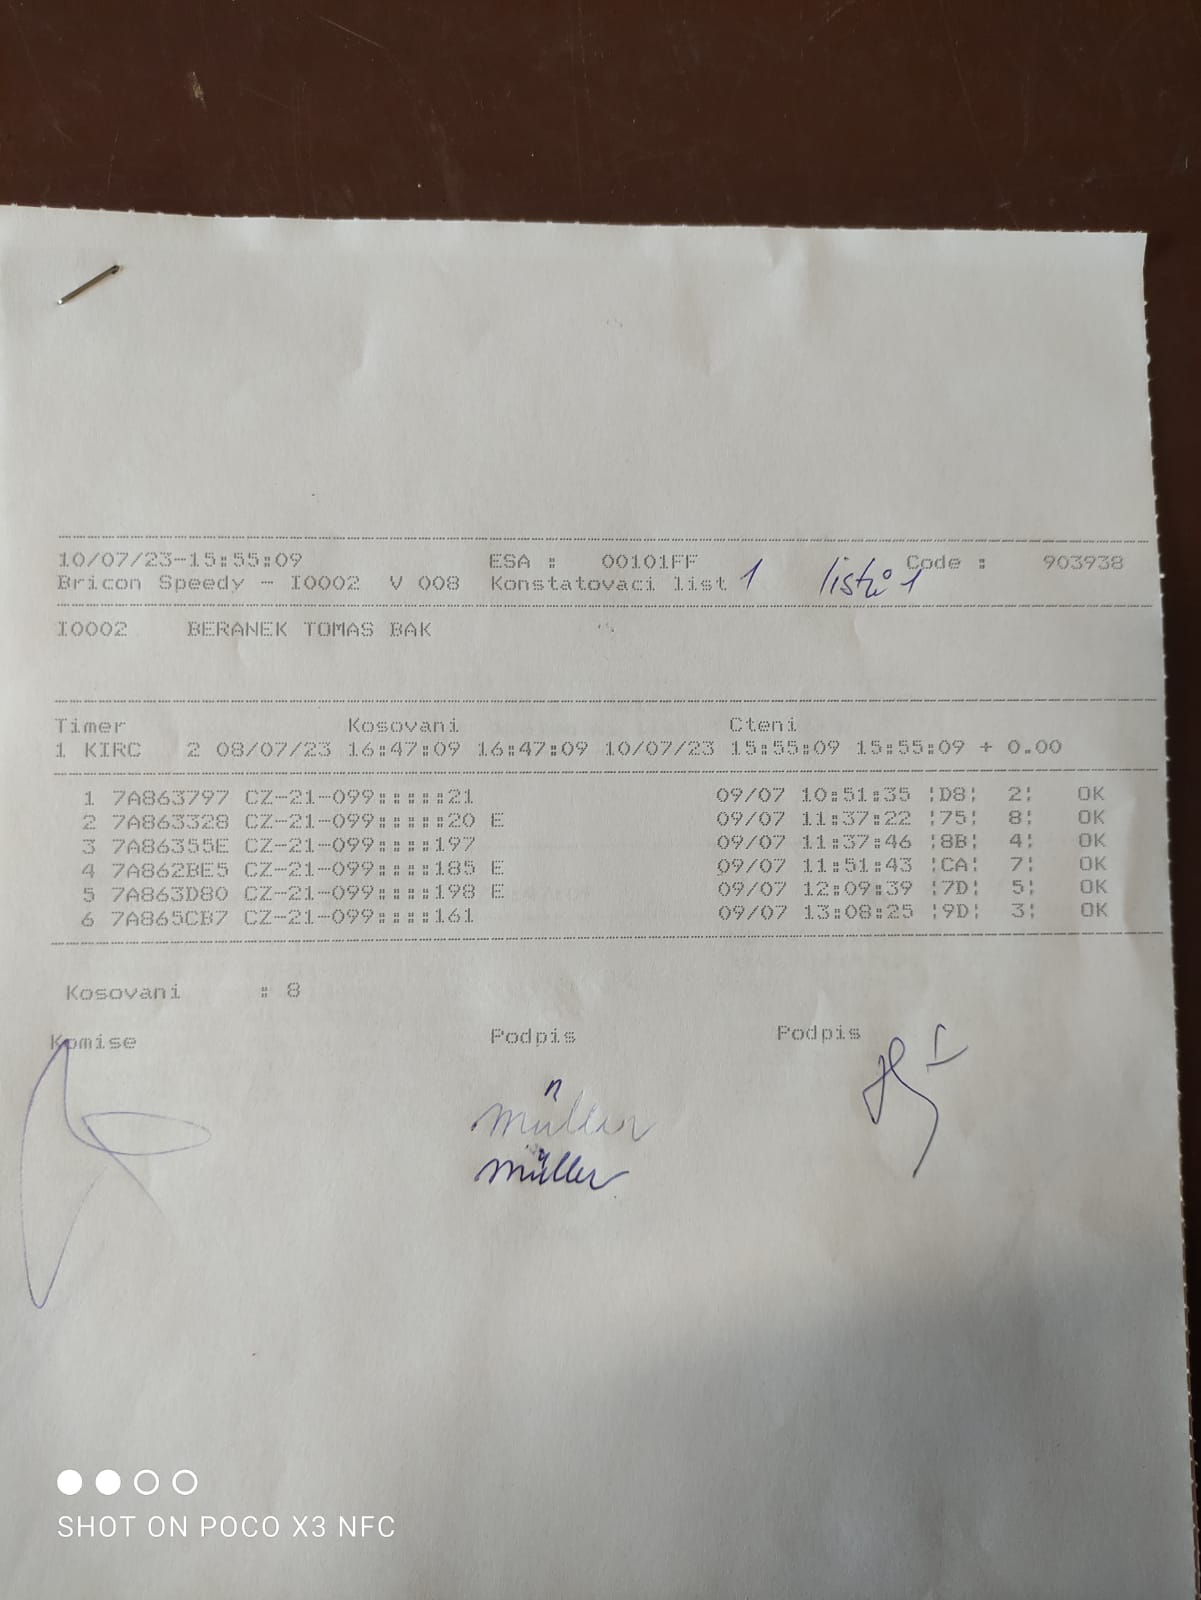 10/07/23-15:55:09 ESA : 00101FF Code : 903938
Bricon Speedy - I0002 V 008 Konstatovaci list 1 listů 1
I0002 BERANEK TOMAS BAK
Timer Kosovani Cteni
1 KIRC 2 08/07/23 16:47:09 16:47:09 10/07/23 15:55:09 15:55:09 + 0.00
1 7A863797 CZ-21-099:::::21 09/07 10:51:35 ¦D8¦ 2¦ OK
2 7A863328 CZ-21-099:::::20 E 09/07 11:37:22 ¦75¦ 8¦ OK
3 7A86355E CZ-21-099::::197 09/07 11:37:46 ¦8B¦ 4¦ OK
4 7A862BE5 CZ-21-099::::185 E 09/07 11:51:43 ¦CA¦ 7¦ OK
5 7A863D80 CZ-21-099::::198 E 09/07 12:09:39 ¦7D¦ 5¦ OK
6 7A865CB7 CZ-21-099::::161 09/07 13:08:25 ¦9D¦ 3¦ OK
Kosovani : 8
Komise Podpis Podpis
Müller
Müller
SHOT ON POCO X3 NFC